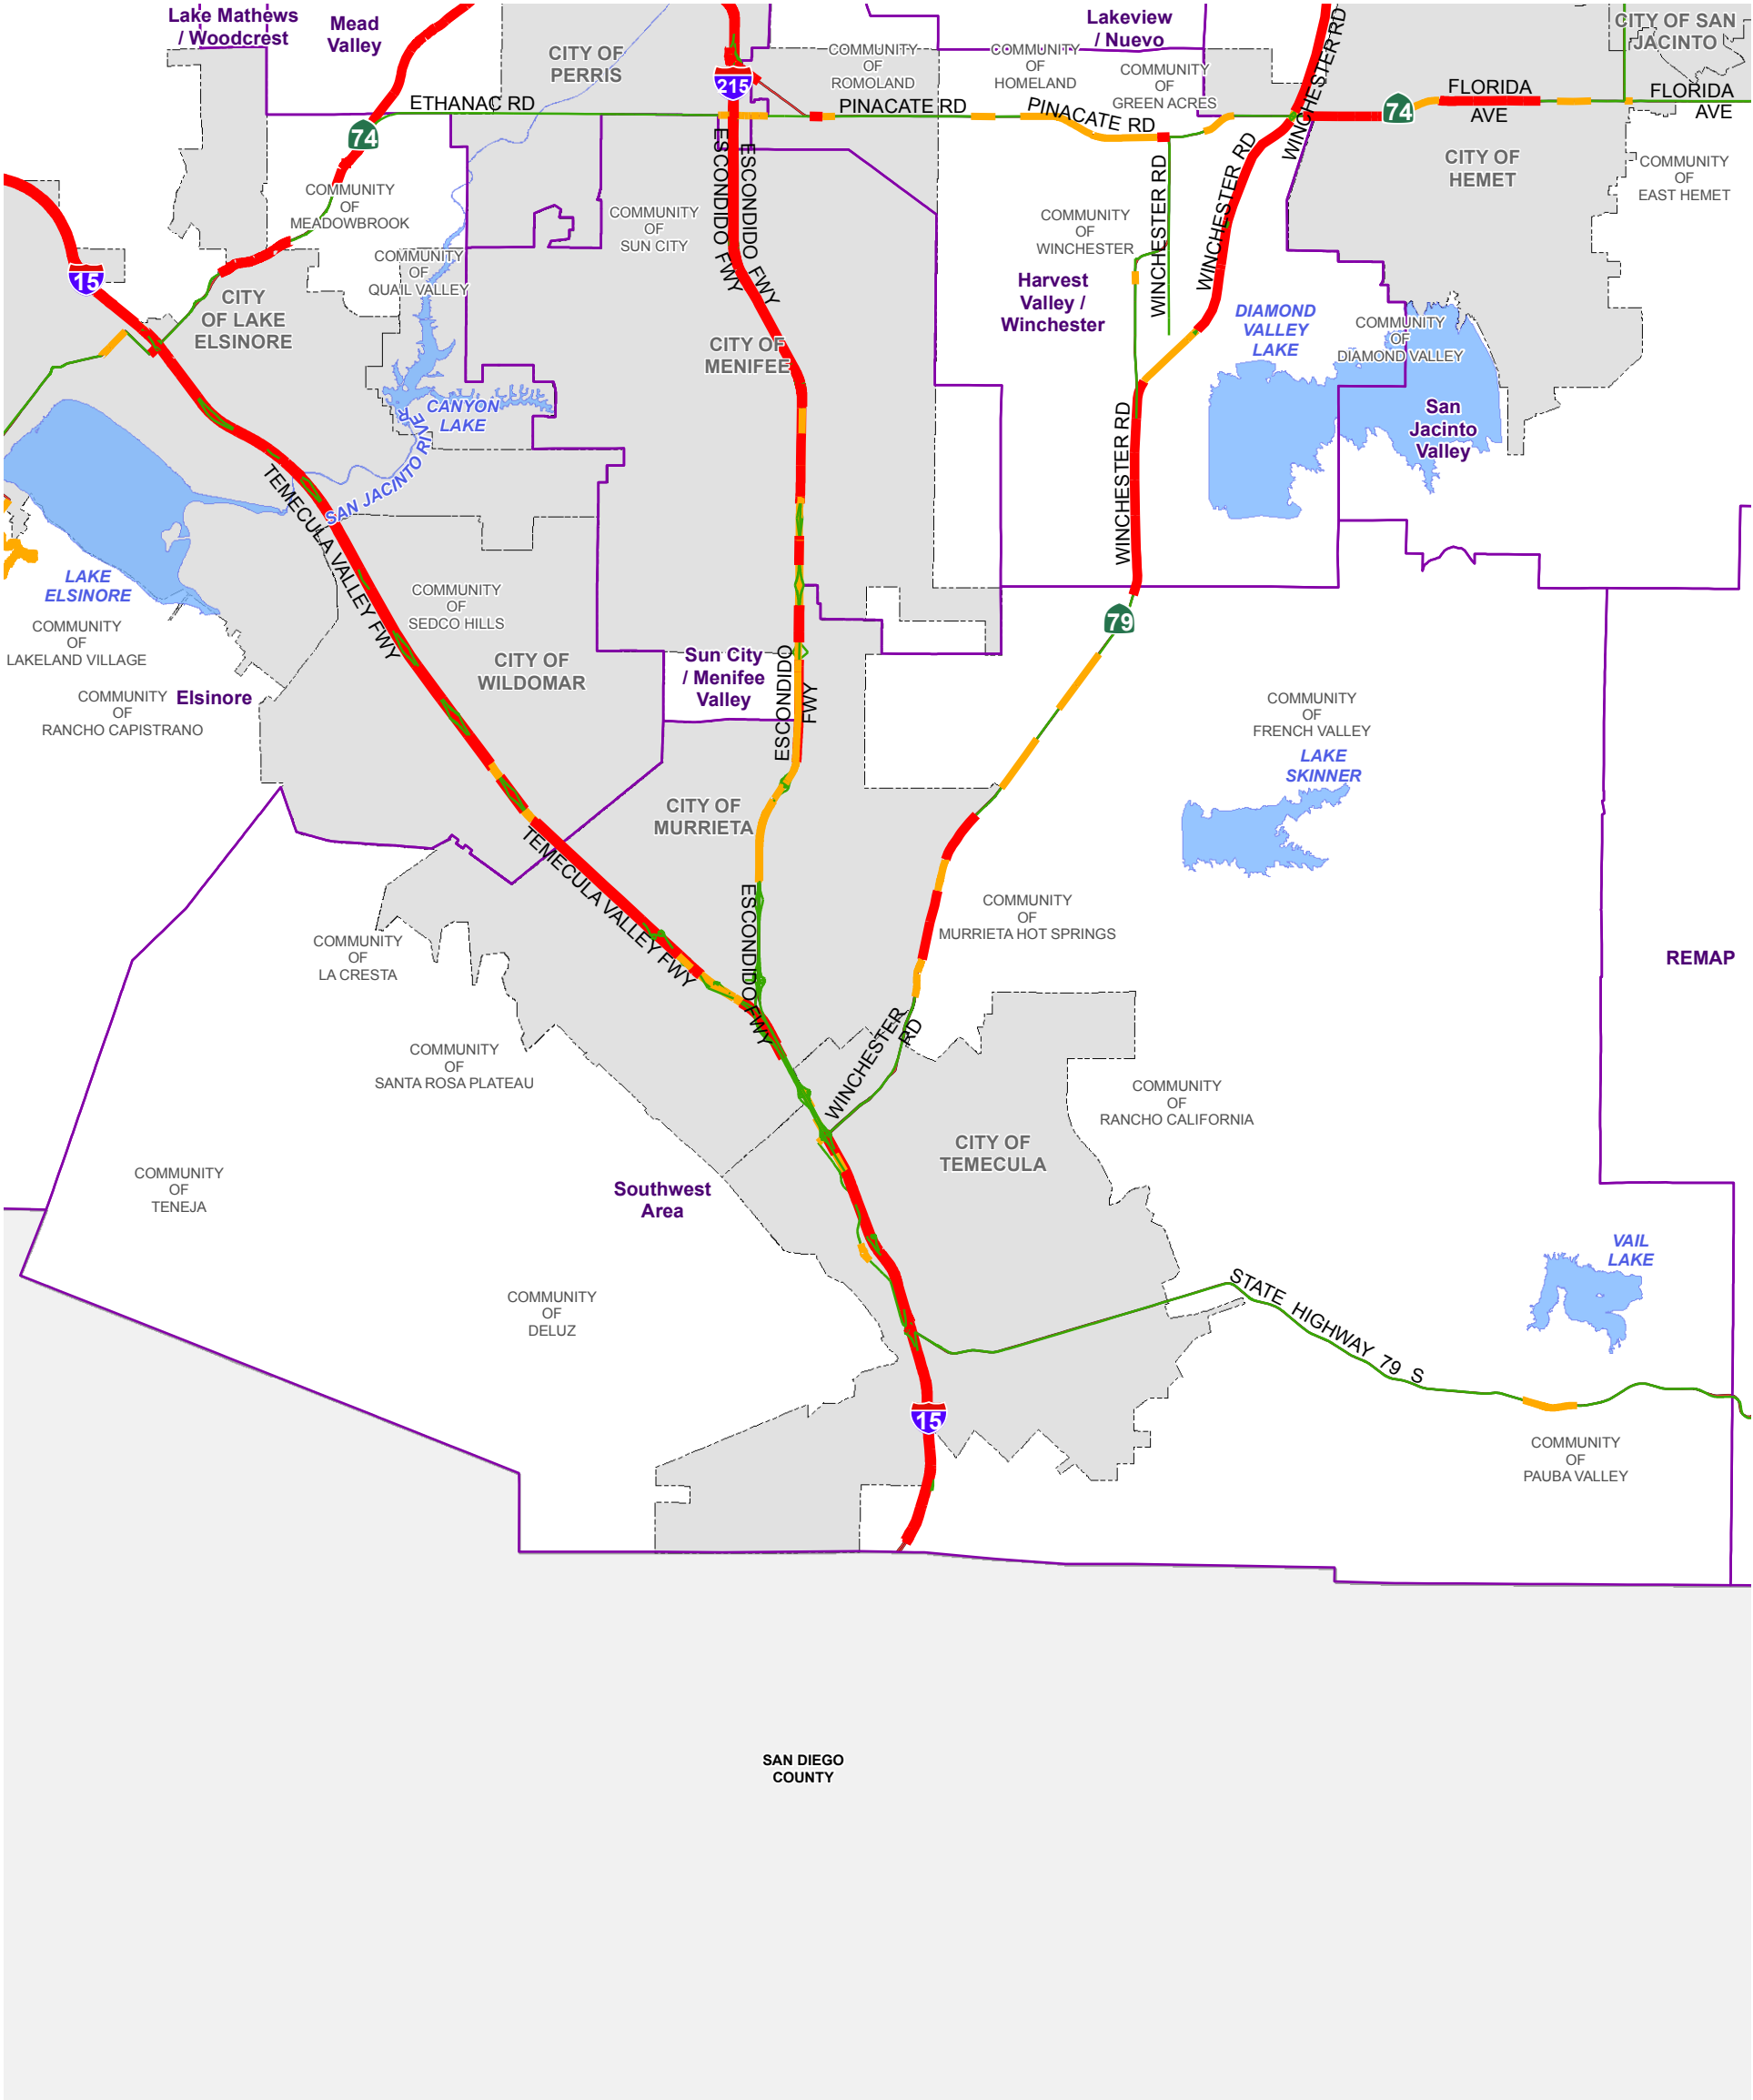 Lake Mathews
/ Woodcrest
Mead
Valley
CITY OF
PERRIS
215
COMMUNITY
OF
ROMOLAND
COMMUNITY
OF
HOMELAND
Lakeview
/ Nuevo
COMMUNITY
OF
GREEN ACRES
WINCHESTER RD
CITY OF SAN
JACINTO
ETHANAC RD
PINACATE RD
PINACATE RD
74
FLORIDA
AVE
FLORIDA
AVE
74
ESCONDIDO FWY
ESCONDIDO FWY
WINCHESTER RD
WINCHESTER RD
CITY OF
HEMET
COMMUNITY
OF
EAST HEMET
COMMUNITY
OF
MEADOWBROOK
COMMUNITY
OF
SUN CITY
COMMUNITY
OF
WINCHESTER
COMMUNITY
OF
QUAIL VALLEY
15
CITY
OF LAKE
ELSINORE
Harvest
Valley /
Winchester
DIAMOND
VALLEY
LAKE
COMMUNITY
OF
DIAMOND VALLEY
CITY OF
MENIFEE
CANYON
LAKE
SAN JACINTO RIVER
San
Jacinto
Valley
WINCHESTER RD
TEMECULA VALLEY FWY
LAKE
ELSINORE
COMMUNITY
OF
SEDCO HILLS
79
COMMUNITY
OF
LAKELAND VILLAGE
CITY OF
WILDOMAR
Sun City
/ Menifee
Valley
ESCONDIDO
FWY
COMMUNITY
OF
RANCHO CAPISTRANO
Elsinore
COMMUNITY
OF
FRENCH VALLEY
LAKE
SKINNER
CITY OF
MURRIETA
TEMECULA VALLEY FWY
ESCONDIDO FWY
COMMUNITY
OF
MURRIETA HOT SPRINGS
COMMUNITY
OF
LA CRESTA
REMAP
WINCHESTER
RD
COMMUNITY
OF
SANTA ROSA PLATEAU
COMMUNITY
OF
RANCHO CALIFORNIA
CITY OF
TEMECULA
COMMUNITY
OF
TENEJA
Southwest
Area
VAIL
LAKE
COMMUNITY
OF
DELUZ
STATE HIGHWAY 79 S
15
COMMUNITY
OF
PAUBA VALLEY
SAN DIEGO
COUNTY